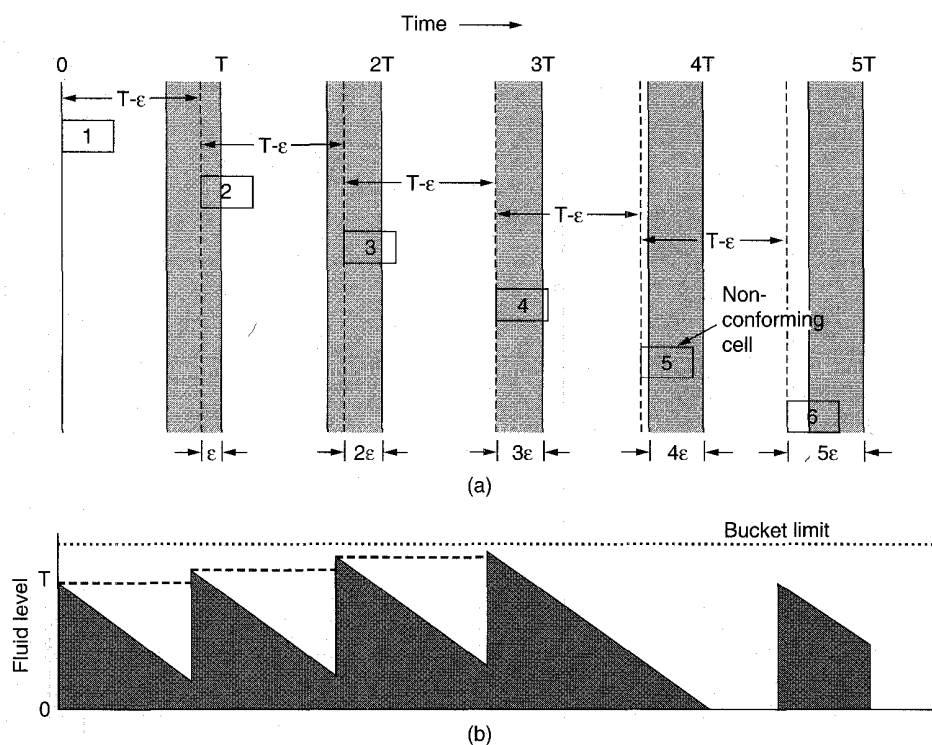 Time
0 T 2T 3T 4T 5T
T-ε
1
T-ε
2
T-ε
3
T-ε
4
T-ε
Non-
conforming
cell
5
6
ε 2ε 3ε 4ε 5ε
(a)
Bucket limit
T
Fluid level
0
(b)